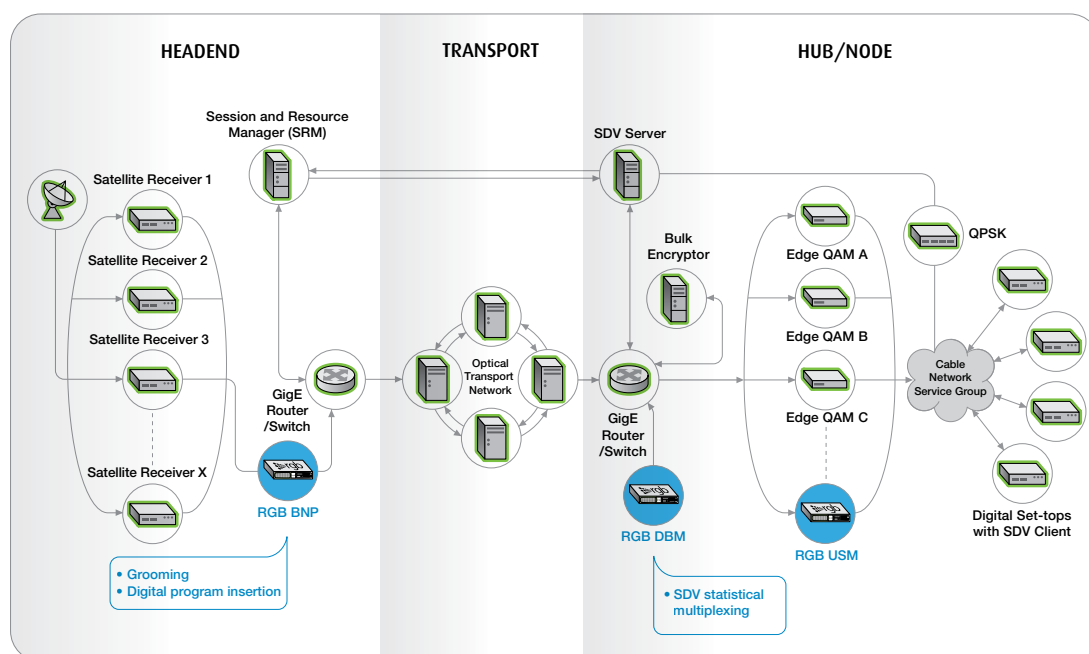 HEADEND
TRANSPORT
HUB/NODE
Session and Resource
Manager (SRM)
SDV Server
Satellite Receiver 1
Satellite Receiver 2
Satellite Receiver 3
Satellite Receiver X
GigE
Router
/Switch
rgb
RGB BNP
• Grooming
• Digital program insertion
Optical
Transport
Network
Bulk
Encryptor
GigE
Router
/Switch
rgb
RGB DBM
• SDV statistical
multiplexing
Edge QAM A
Edge QAM B
Edge QAM C
rgb
RGB USM
QPSK
Cable
Network
Service Group
Digital Set-tops
with SDV Client